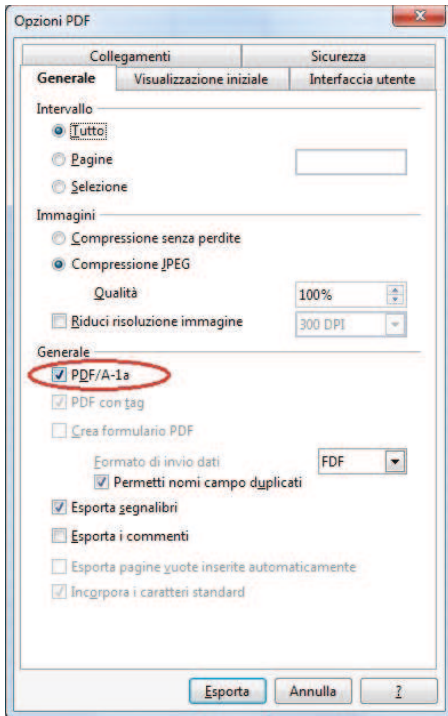 Opzioni PDF
Collegamenti Sicurezza
Generale Visualizzazione iniziale Interfaccia utente
Intervallo
Tutto
Pagine
Selezione
Immagini
Compressione senza perdite
Compressione JPEG
Qualità 100%
Riduci risoluzione immagine 300 DPI
Generale
PDF/A-1a
PDF con tag
Crea formulario PDF
Formato di invio dati FDF
Permetti nomi campo duplicati
Esporta segnalibri
Esporta i commenti
Esporta pagine vuote inserite automaticamente
Incorpora i caratteri standard
Esporta Annulla ?